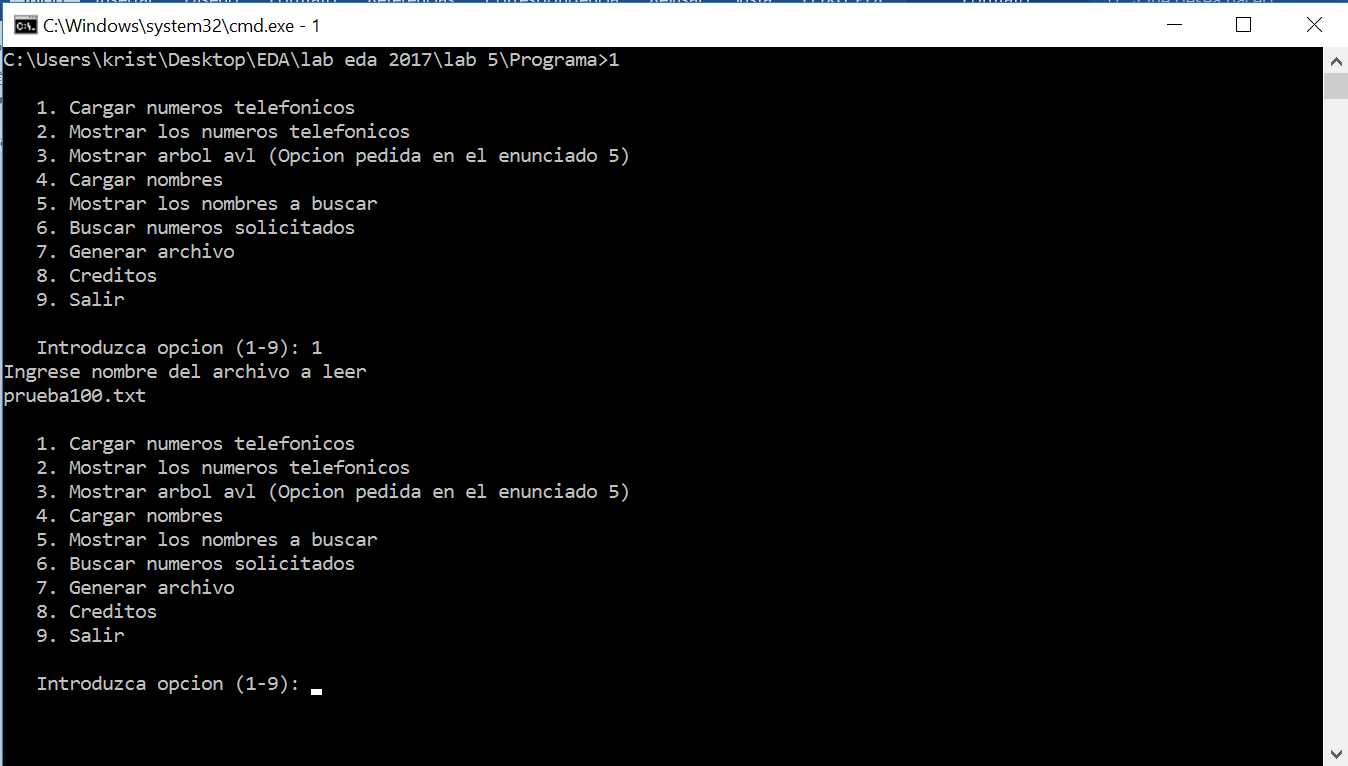 C:\Windows\system32\cmd.exe - 1
C:\Users\krist\Desktop\EDA\lab eda 2017\lab 5\Programa>1
1. Cargar numeros telefonicos
2. Mostrar los numeros telefonicos
3. Mostrar arbol avl (Opcion pedida en el enunciado 5)
4. Cargar nombres
5. Mostrar los nombres a buscar
6. Buscar numeros solicitados
7. Generar archivo
8. Creditos
9. Salir
Introduzca opcion (1-9): 1
Ingrese nombre del archivo a leer
prueba100.txt
1. Cargar numeros telefonicos
2. Mostrar los numeros telefonicos
3. Mostrar arbol avl (Opcion pedida en el enunciado 5)
4. Cargar nombres
5. Mostrar los nombres a buscar
6. Buscar numeros solicitados
7. Generar archivo
8. Creditos
9. Salir
Introduzca opcion (1-9):